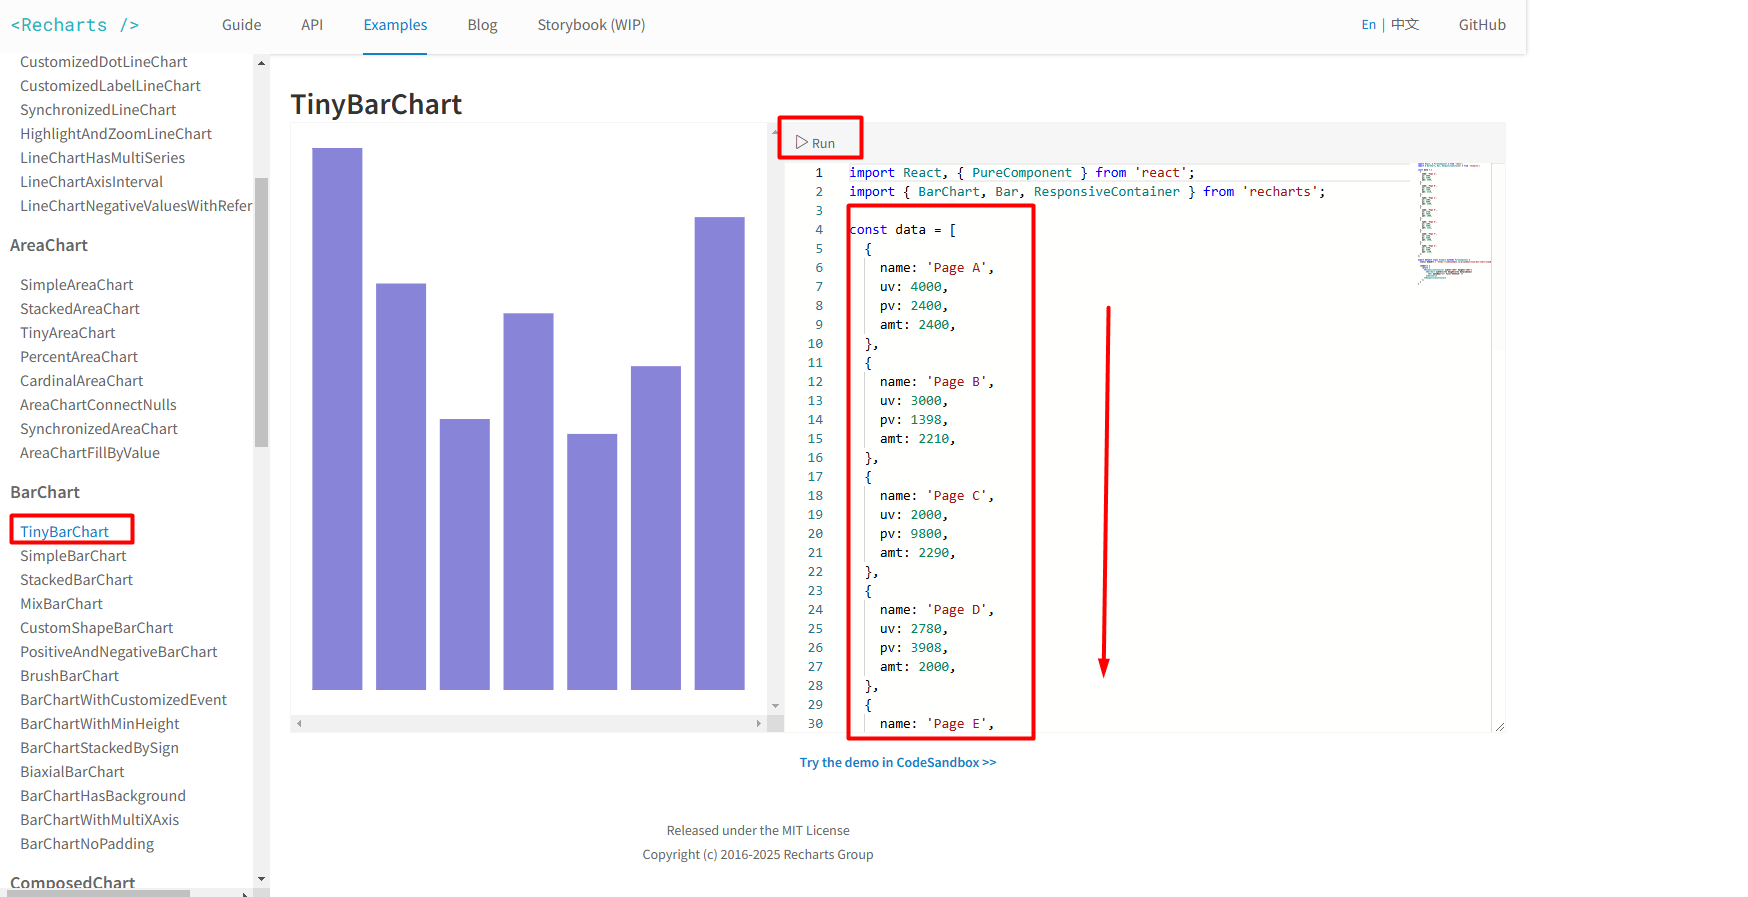 <Recharts />
Guide
API
Examples
Blog
Storybook (WIP)
En | 中文
GitHub
CustomizedDotLineChart
CustomizedLabelLineChart
SynchronizedLineChart
HighlightAndZoomLineChart
LineChartHasMultiSeries
LineChartAxisInterval
LineChartNegativeValuesWithRefer
AreaChart
SimpleAreaChart
StackedAreaChart
TinyAreaChart
PercentAreaChart
CardinalAreaChart
AreaChartConnectNulls
SynchronizedAreaChart
AreaChartFillByValue
BarChart
TinyBarChart
SimpleBarChart
StackedBarChart
MixBarChart
CustomShapeBarChart
PositiveAndNegativeBarChart
BrushBarChart
BarChartWithCustomizedEvent
BarChartWithMinHeight
BarChartStackedBySign
BiaxialBarChart
BarChartHasBackground
BarChartWithMultiXAxis
BarChartNoPadding
ComposedChart
TinyBarChart
Run
1 import React, { PureComponent } from 'react';
2 import { BarChart, Bar, ResponsiveContainer } from 'recharts';
3
4 const data = [
5 {
6 name: 'Page A',
7 uv: 4000,
8 pv: 2400,
9 amt: 2400,
10 },
11 {
12 name: 'Page B',
13 uv: 3000,
14 pv: 1398,
15 amt: 2210,
16 },
17 {
18 name: 'Page C',
19 uv: 2000,
20 pv: 9800,
21 amt: 2290,
22 },
23 {
24 name: 'Page D',
25 uv: 2780,
26 pv: 3908,
27 amt: 2000,
28 },
29 {
30 name: 'Page E',
Try the demo in CodeSandbox >>
Released under the MIT License
Copyright (c) 2016-2025 Recharts Group